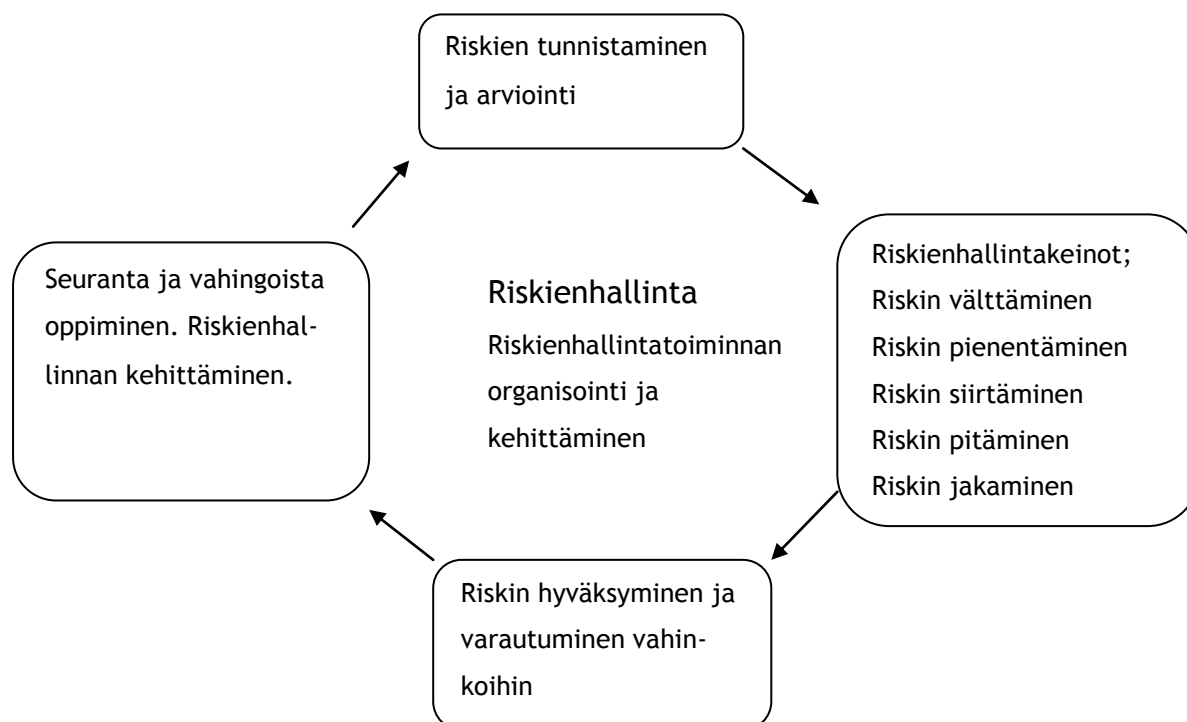 Riskien tunnistaminen
ja arviointi
Seuranta ja vahingoista
oppiminen. Riskienhal-
linnan kehittäminen.
Riskienhallinta
Riskienhallintatoiminnan
organisointi ja
kehittäminen
Riskienhallintakeinot;
Riskin välttäminen
Riskin pienentäminen
Riskin siirtäminen
Riskin pitäminen
Riskin jakaminen
Riskin hyväksyminen ja
varautuminen vahin-
koihin